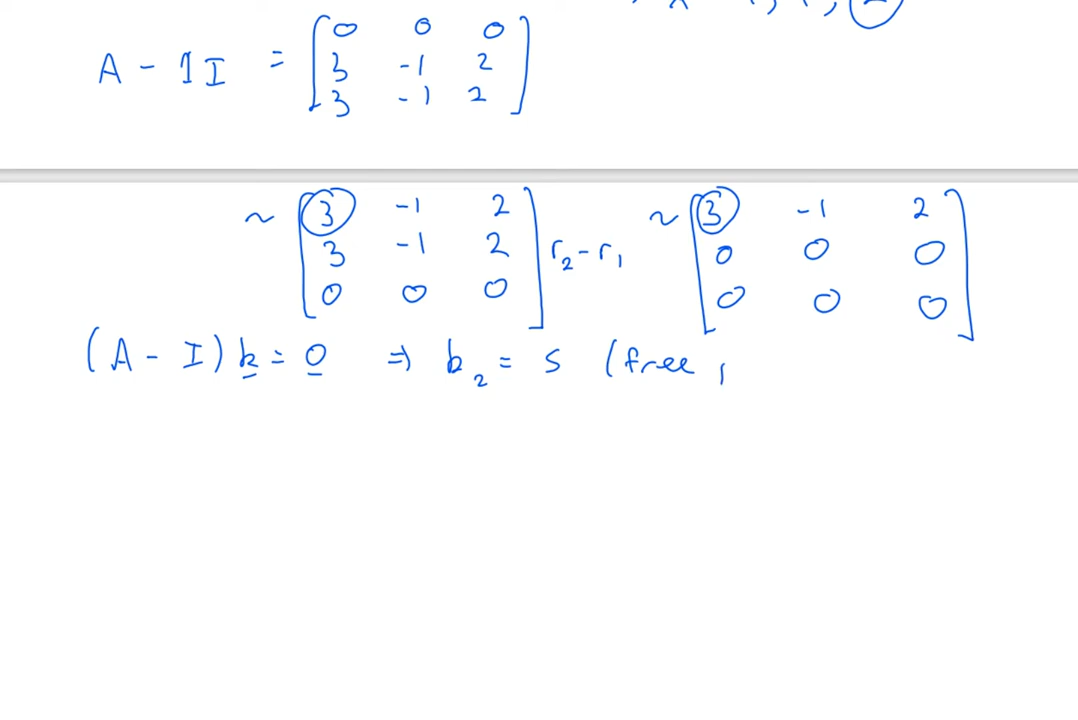 A - 1I = [ 0 0 0
3 -1 2
3 -1 2 ]
~ [ 3 -1 2
3 -1 2
0 0 0 ] r₂ - r₁ ~ [ 3 -1 2
0 0 0
0 0 0 ]
(A - I) k = 0 ⇒ b₂ = s (free